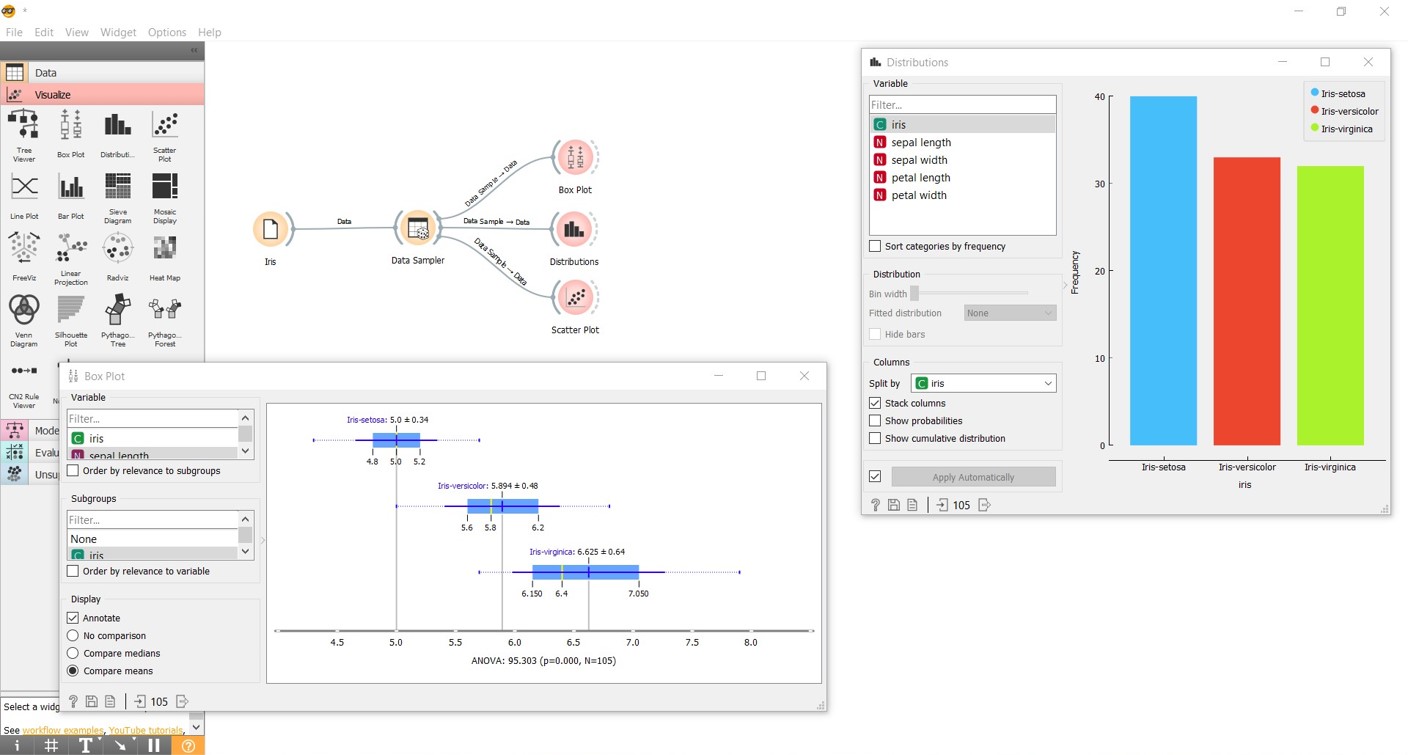 *
File Edit View Widget Options Help
Data
Visualize
Tree Viewer
Box Plot
Distributi...
Scatter Plot
Line Plot
Bar Plot
Sieve Diagram
Mosaic Display
FreeViz
Linear Projection
Radviz
Heat Map
Venn Diagram
Silhouette Plot
Pythago... Tree
Pythago... Forest
CN2 Rule Viewer
Select a
See workflow examples, YouTube tutorials,
Iris
Data
Data Sampler
Data Sample → Data
Box Plot
Data Sample → Data
Distributions
Data Sample → Data
Scatter Plot
Box Plot
Variable
Filter...
C iris
N sepal length
Order by relevance to subgroups
Subgroups
Filter...
None
C iris
Order by relevance to variable
Display
Annotate
No comparison
Compare medians
Compare means
? 105
Iris-setosa: 5.0 ± 0.34
4.8 5.0 5.2
Iris-versicolor: 5.894 ± 0.48
5.6 5.8 6.2
Iris-virginica: 6.625 ± 0.64
6.150 6.4 7.050
4.5 5.0 5.5 6.0 6.5 7.0 7.5 8.0
ANOVA: 95.303 (p=0.000, N=105)
Distributions
Variable
Filter...
C iris
N sepal length
N sepal width
N petal length
N petal width
Sort categories by frequency
Distribution
Bin width
Fitted distribution None
Hide bars
Columns
Split by C iris
Stack columns
Show probabilities
Show cumulative distribution
Apply Automatically
? 105
Iris-setosa
Iris-versicolor
Iris-virginica
40
30
20
10
0
Frequency
Iris-setosa Iris-versicolor Iris-virginica
iris